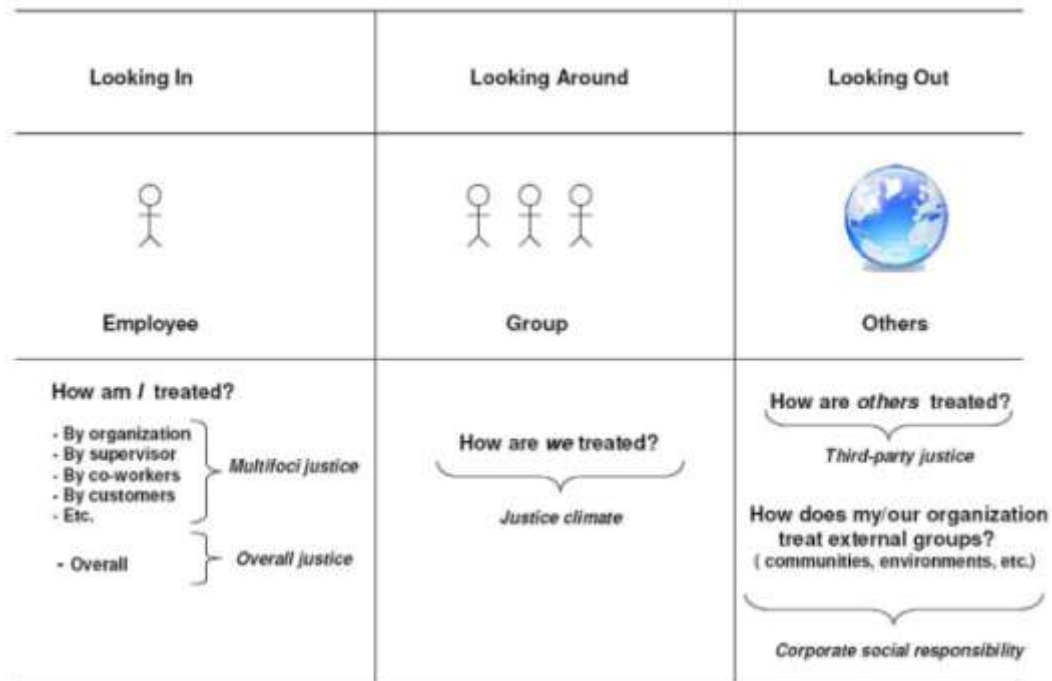 Looking In
Looking Around
Looking Out
Employee
Group
Others
How am I treated?
- By organization
- By supervisor
- By co-workers
- By customers
- Etc.
Multifoci justice
- Overall
Overall justice
How are we treated?
Justice climate
How are others treated?
Third-party justice
How does my/our organization
treat external groups?
( communities, environments, etc.)
Corporate social responsibility